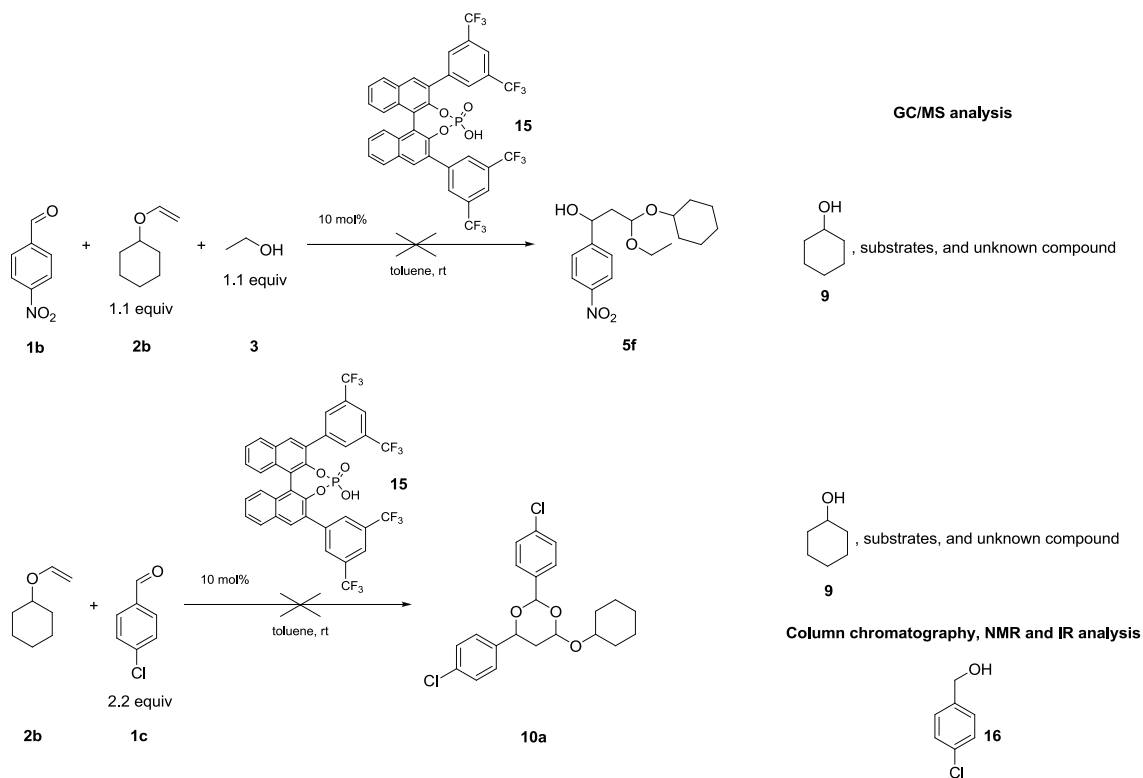 CF3
CF3
O
O
P
OH
O
15
CF3
CF3
GC/MS analysis
O
NO2
1b
+
O
1.1 equiv
2b
+
OH
1.1 equiv
3
10 mol%
toluene, rt
HO
O
O
NO2
5f
OH
, substrates, and unknown compound
9
CF3
CF3
O
O
P
OH
O
15
CF3
CF3
O
2b
+
O
Cl
2.2 equiv
1c
10 mol%
toluene, rt
Cl
O
O
O
Cl
10a
OH
, substrates, and unknown compound
9
Column chromatography, NMR and IR analysis
OH
16
Cl